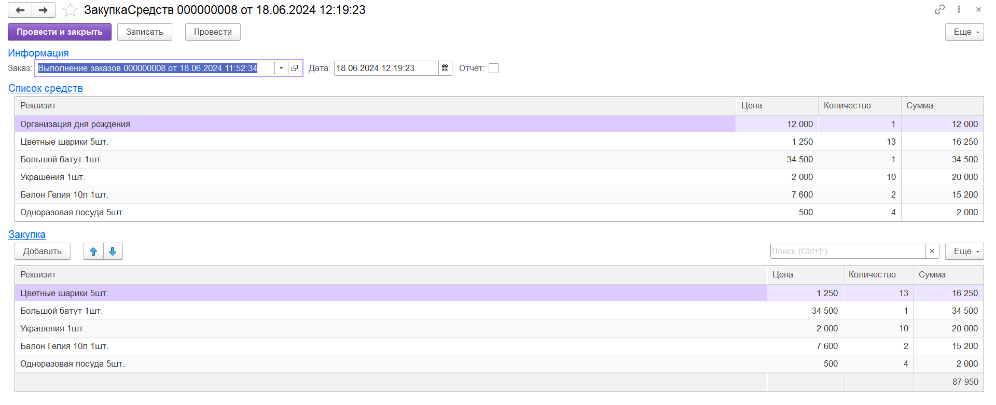 ЗакупкаСредств 000000008 от 18.06.2024 12:19:23
Провести и закрыть Записать Провести Еще
Информация
Заказ: Выполнение заказов 000000008 от 18.06.2024 11:52:34 Дата: 18.06.2024 12:19:23 Отчет:
Список средств
Реквизит Цена Количество Сумма
Организация дня рождения 12 000 1 12 000
Цветные шарики 5шт. 1 250 13 16 250
Большой батут 1шт. 34 500 1 34 500
Украшения 1шт. 2 000 10 20 000
Балон Гелия 10л 1шт. 7 600 2 15 200
Одноразовая посуда 5шт. 500 4 2 000
Закупка
Добавить Поиск (Ctrl+F) × Еще
Реквизит Цена Количество Сумма
Цветные шарики 5шт. 1 250 13 16 250
Большой батут 1шт. 34 500 1 34 500
Украшения 1шт. 2 000 10 20 000
Балон Гелия 10л 1шт. 7 600 2 15 200
Одноразовая посуда 5шт. 500 4 2 000
87 950